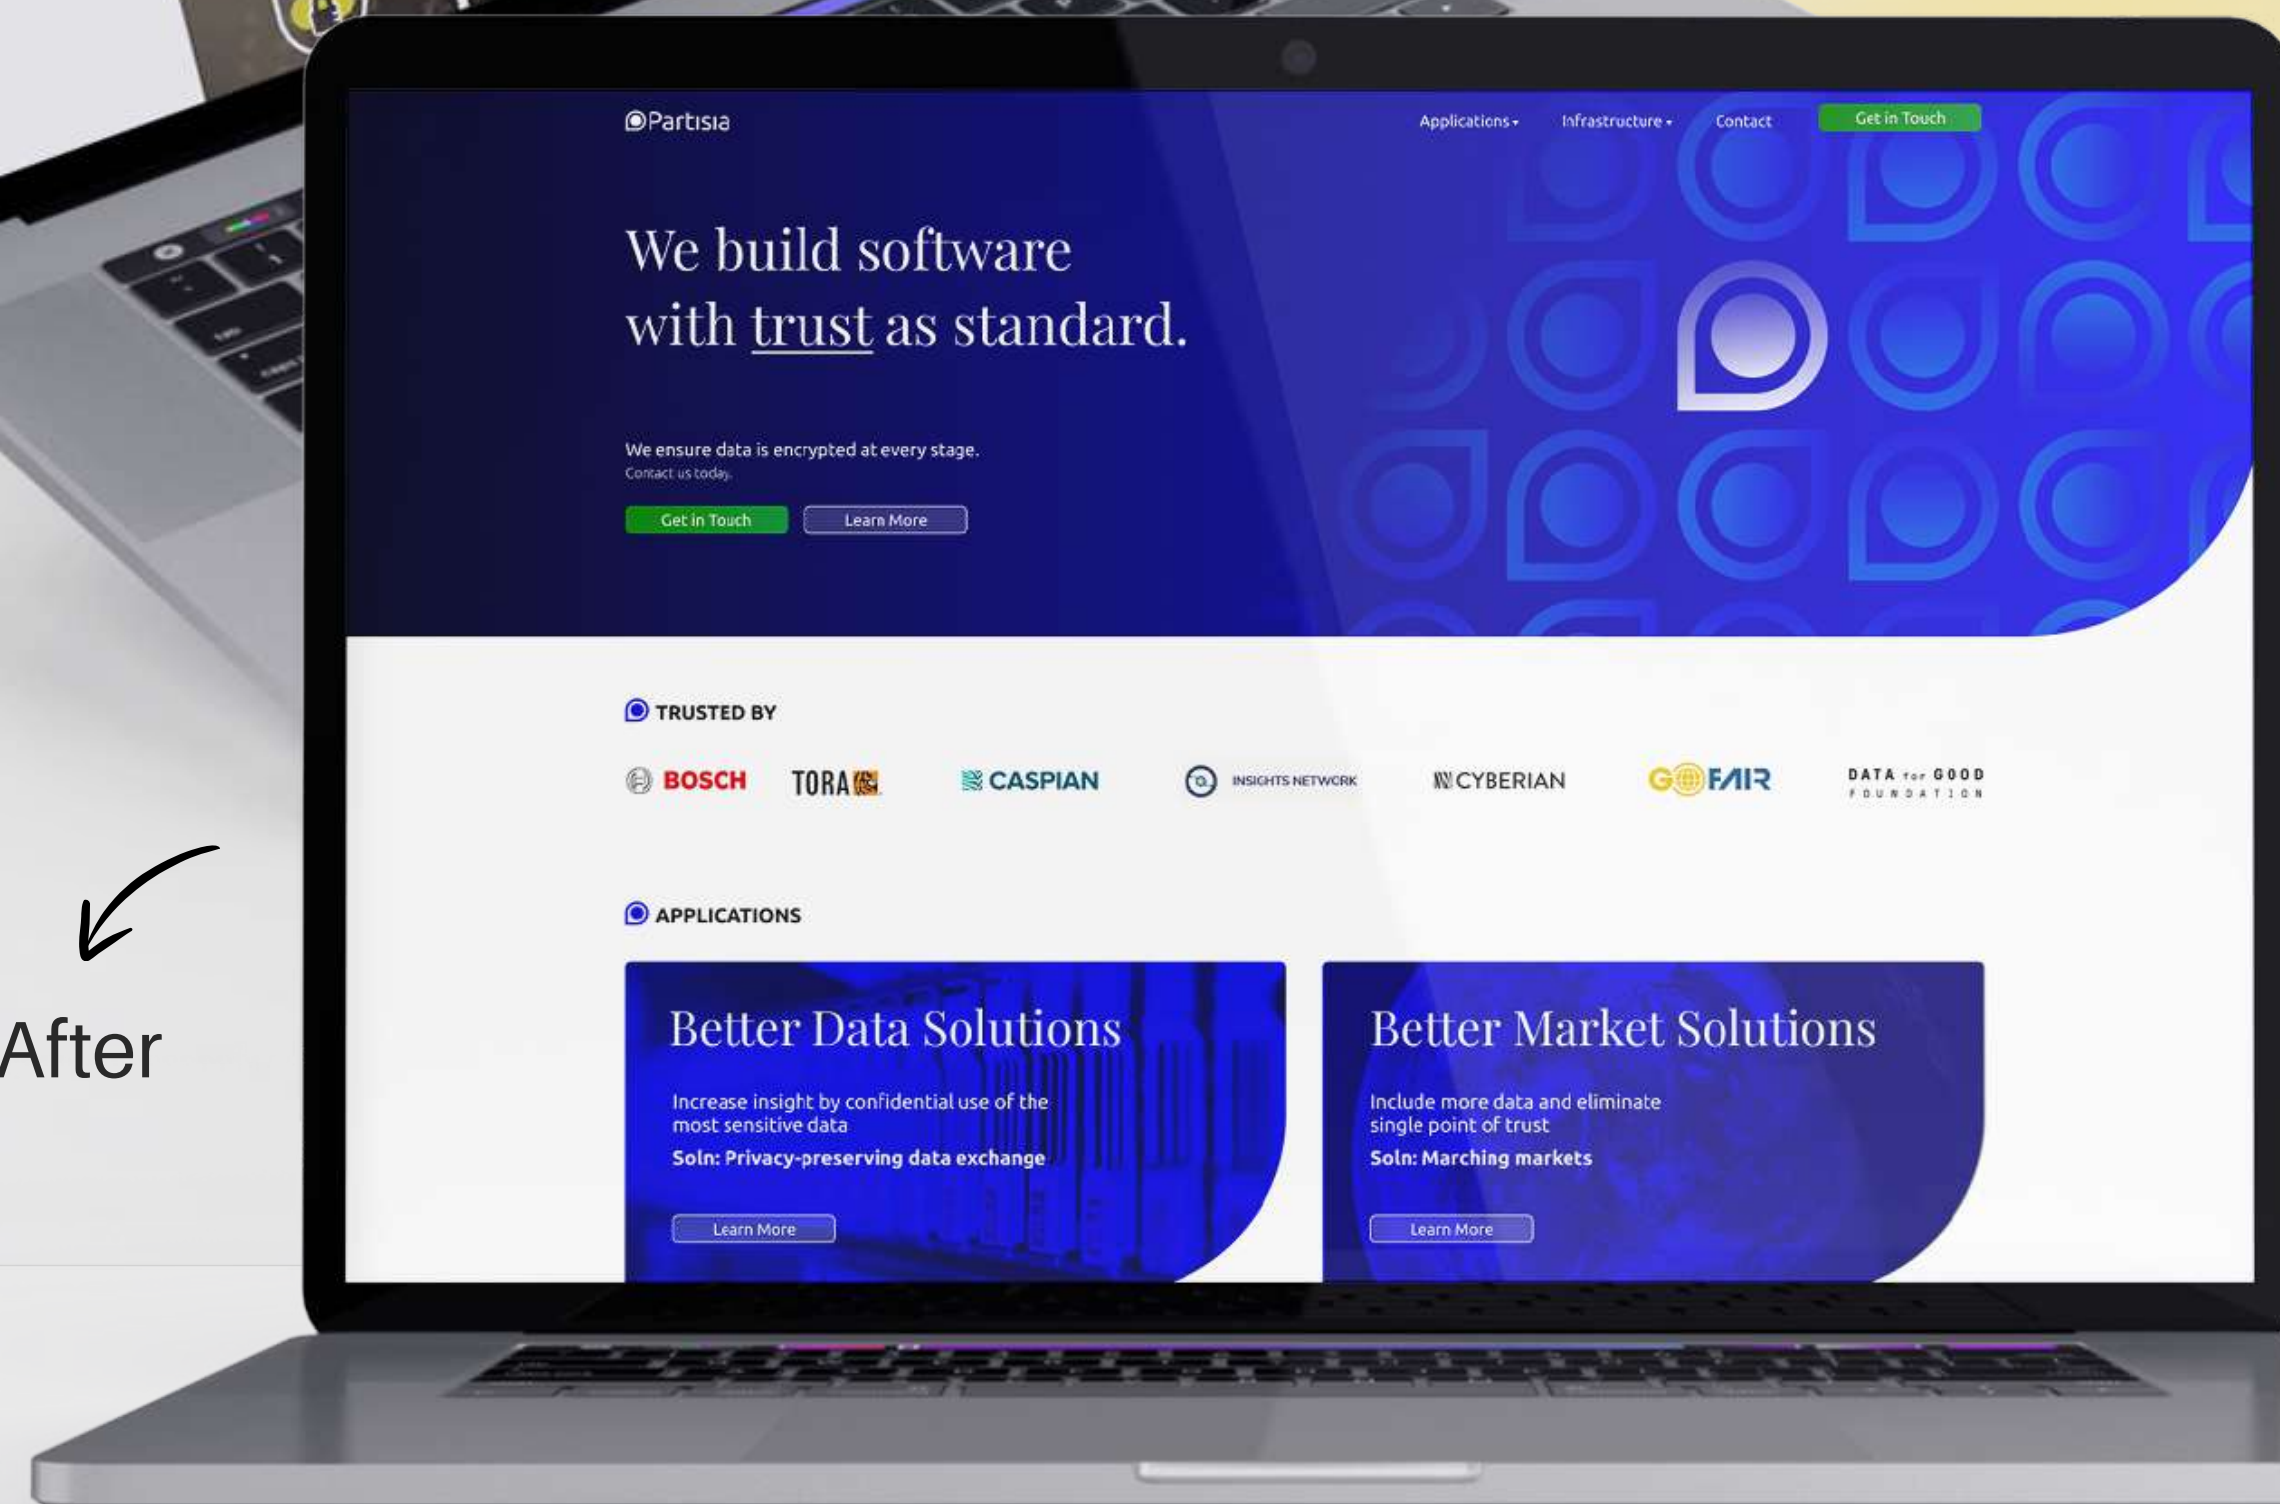 Partisia
Applications
Infrastructure
Contact
Get in Touch
We build software
with trust as standard.
We ensure data is encrypted at every stage.
Contact us today.
Get in Touch
Learn More
TRUSTED BY
BOSCH
TORA
CASPIAN
INSIGHTS NETWORK
CYBERIAN
GO FAIR
DATA for GOOD
FOUNDATION
APPLICATIONS
Better Data Solutions
Increase insight by confidential use of the
most sensitive data
Soln: Privacy-preserving data exchange
Learn More
Better Market Solutions
Include more data and eliminate
single point of trust
Soln: Marching markets
Learn More
After